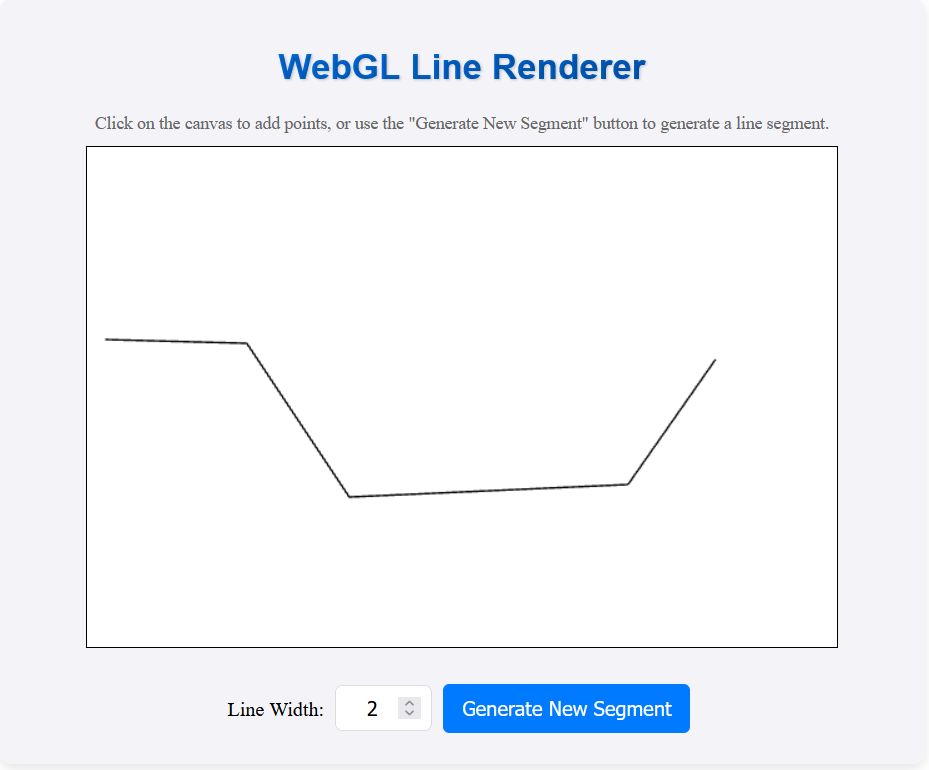 WebGL Line Renderer
Click on the canvas to add points, or use the "Generate New Segment" button to generate a line segment.
Line Width: 2 Generate New Segment